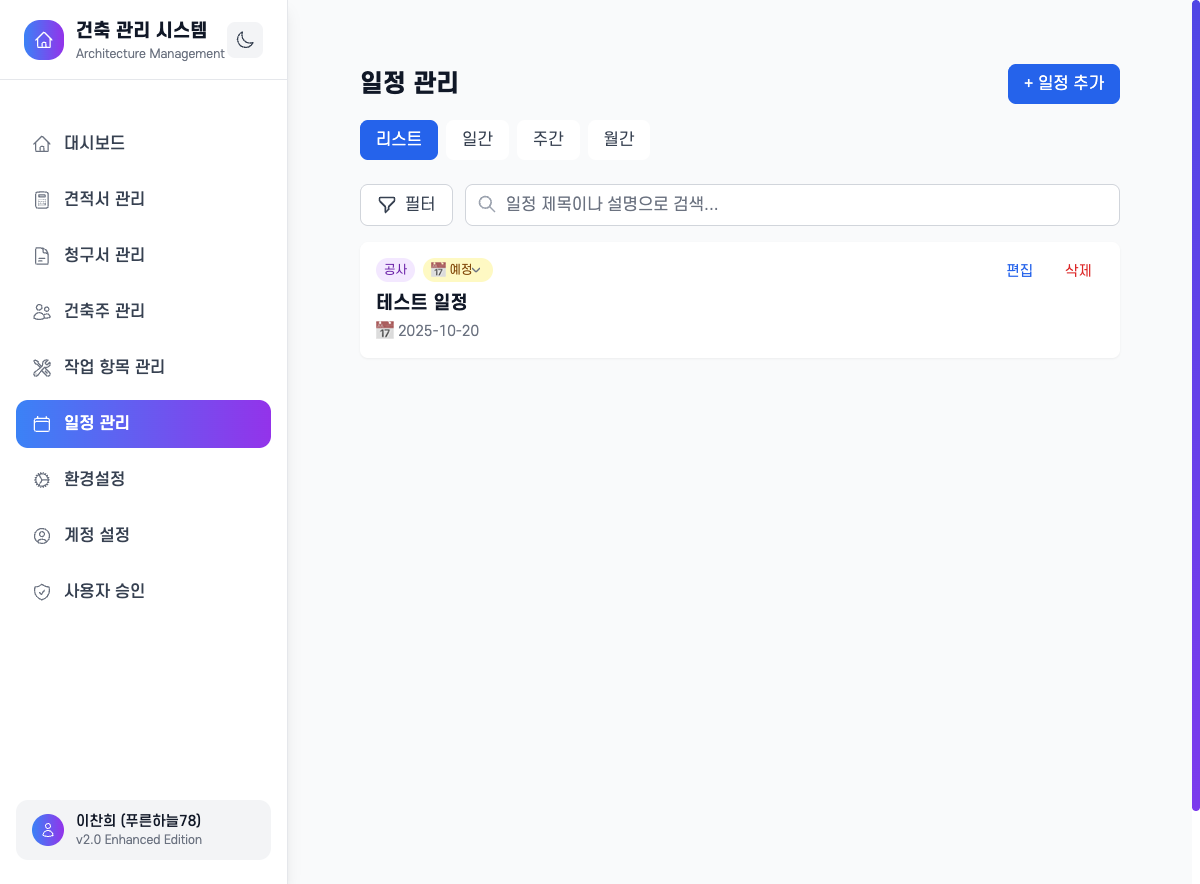 건축 관리 시스템
Architecture Management
대시보드
견적서 관리
청구서 관리
건축주 관리
작업 항목 관리
일정 관리
환경설정
계정 설정
사용자 승인
이찬희 (푸른하늘78)
v2.0 Enhanced Edition
일정 관리
+ 일정 추가
리스트 일간 주간 월간
필터 일정 제목이나 설명으로 검색...
공사 📅 예정 편집 삭제
테스트 일정
📅 2025-10-20